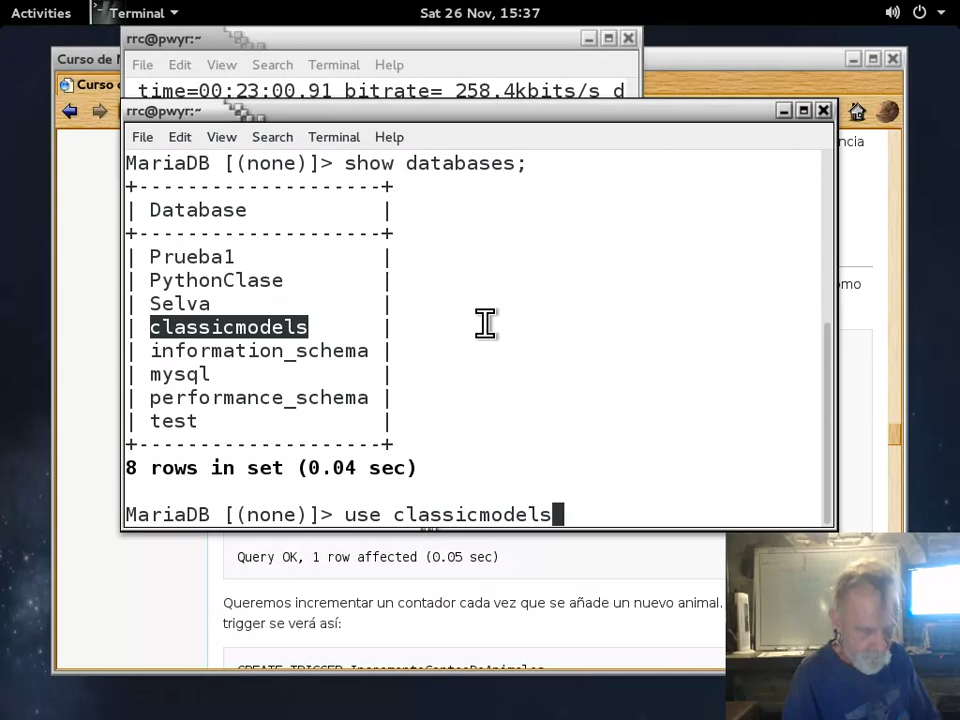 Activities Terminal Sat 26 Nov, 15:37
rrc@pwyr:~
Curso de
File Edit View Search Terminal Help
Curso
time=00:23:00.91 bitrate= 258.4kbits/s d
rrc@pwyr:~
File Edit View Search Terminal Help
MariaDB [(none)]> show databases;
+--------------------+
| Database |
+--------------------+
| Prueba1 |
| PythonClase |
| Selva |
| classicmodels |
| information_schema |
| mysql |
| performance_schema |
| test |
+--------------------+
8 rows in set (0.04 sec)
MariaDB [(none)]> use classicmodels
Query OK, 1 row affected (0.05 sec)
Queremos incrementar un contador cada vez que se añade un nuevo animal.
trigger se verá así:
CREATE TRIGGER IncrementaConteoDeAnimales